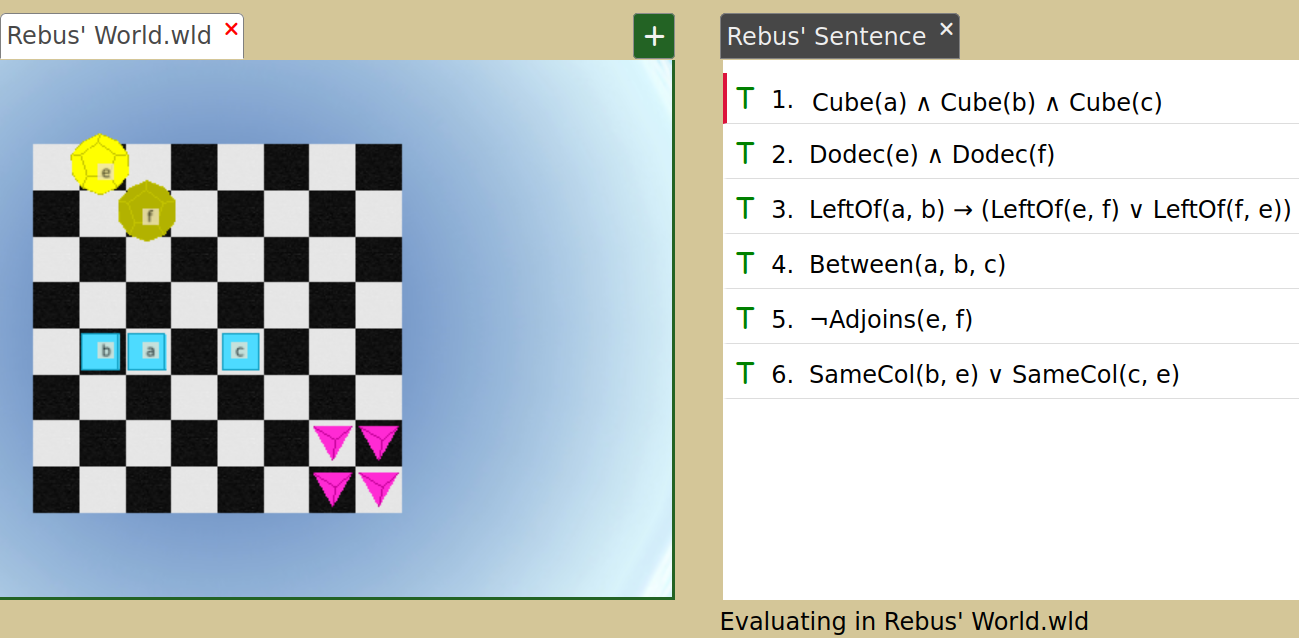 Rebus' World.wld ×
+
Rebus' Sentence ×
e
f
b a c
T 1. Cube(a) ∧ Cube(b) ∧ Cube(c)
T 2. Dodec(e) ∧ Dodec(f)
T 3. LeftOf(a, b) → (LeftOf(e, f) ∨ LeftOf(f, e))
T 4. Between(a, b, c)
T 5. ¬Adjoins(e, f)
T 6. SameCol(b, e) ∨ SameCol(c, e)
Evaluating in Rebus' World.wld